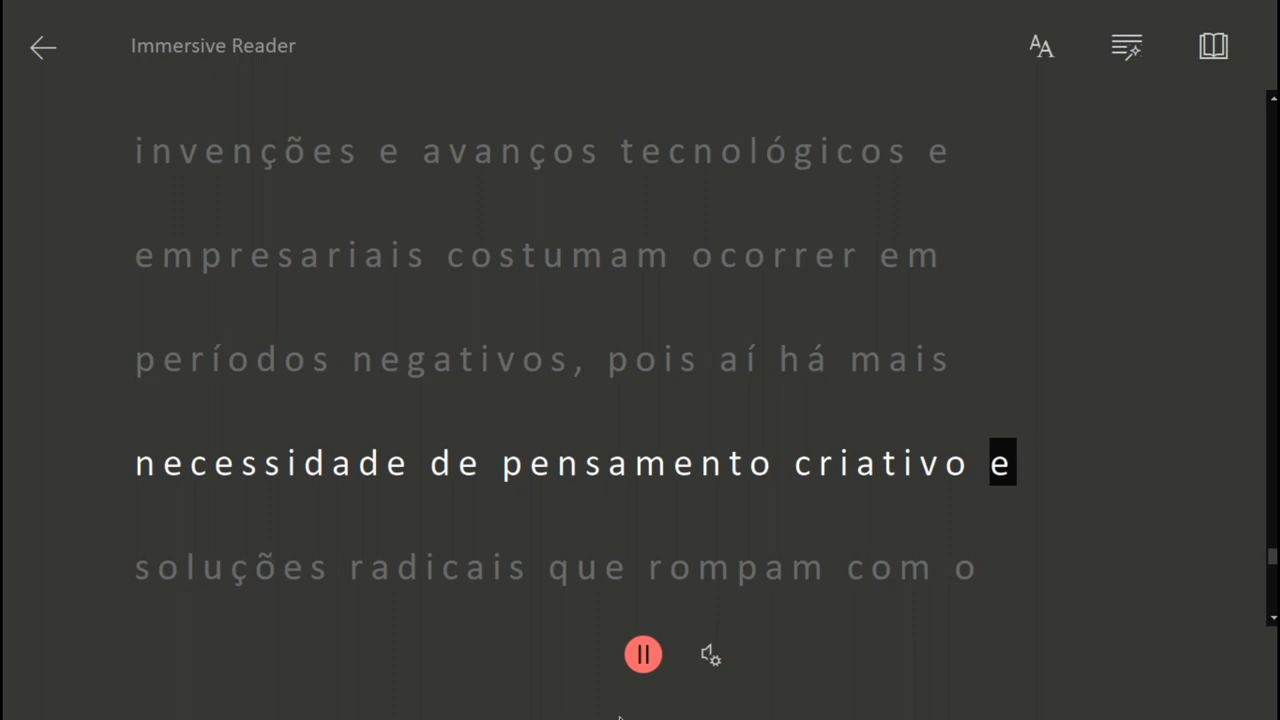 Immersive Reader
invenções e avanços tecnológicos e
empresariais costumam ocorrer em
períodos negativos, pois aí há mais
necessidade de pensamento criativo e
soluções radicais que rompam com o